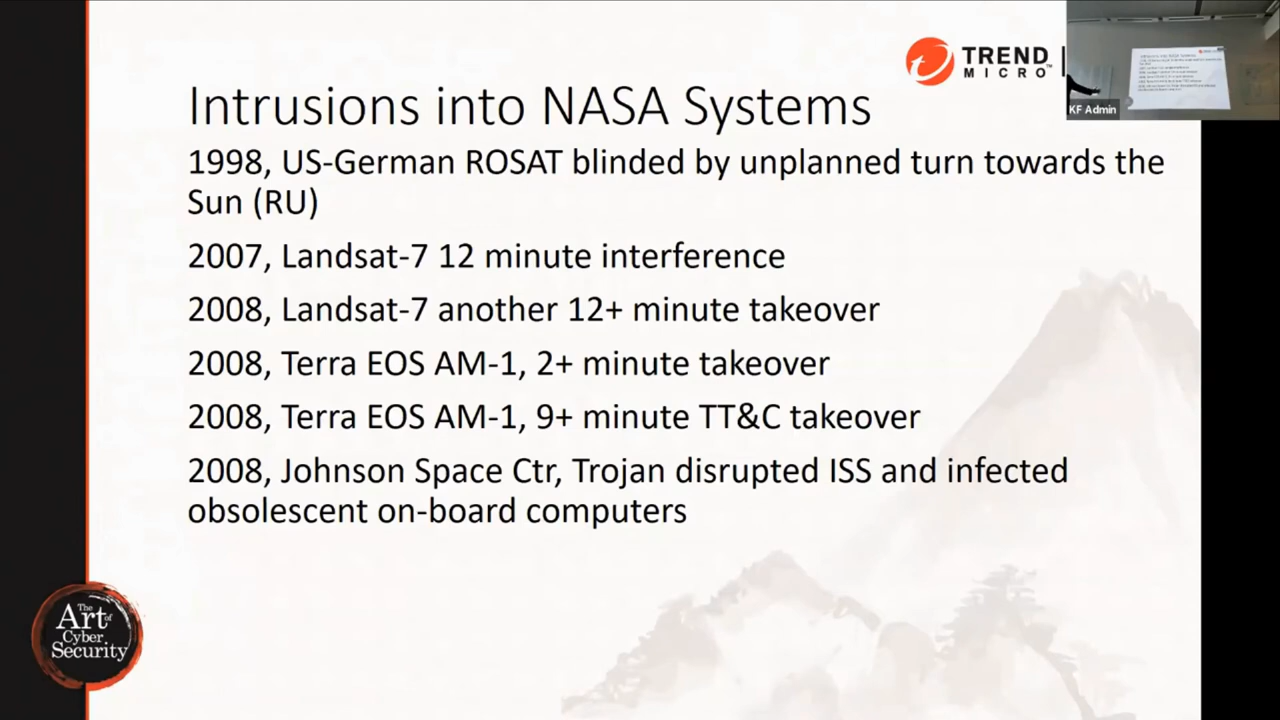 TREND
MICRO™
KF Admin
Intrusions into NASA Systems
1998, US-German ROSAT blinded by unplanned turn towards the
Sun (RU)
2007, Landsat-7 12 minute interference
2008, Landsat-7 another 12+ minute takeover
2008, Terra EOS AM-1, 2+ minute takeover
2008, Terra EOS AM-1, 9+ minute TT&C takeover
2008, Johnson Space Ctr, Trojan disrupted ISS and infected
obsolescent on-board computers
The
Art of
Cyber
Security